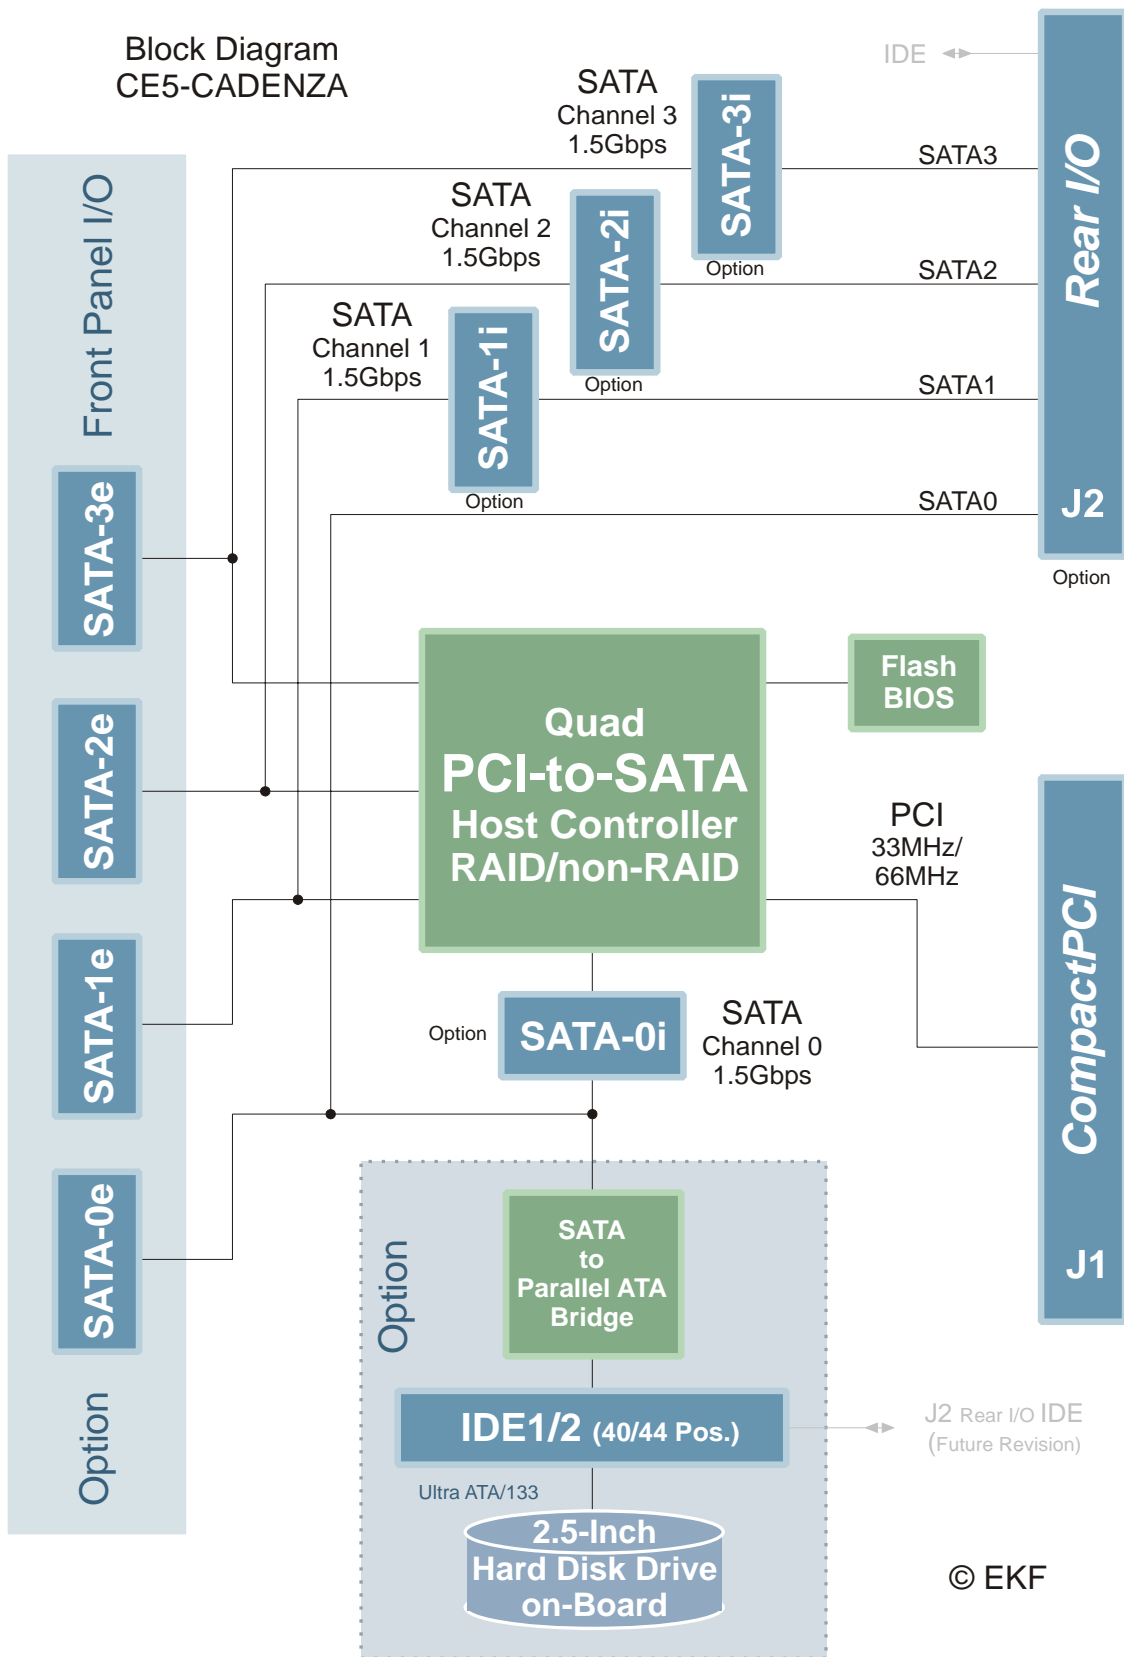 Block Diagram
CE5-CADENZA
IDE
SATA
Channel 3
1.5Gbps
SATA-3i
Option
SATA3
Rear I/O
SATA
Channel 2
1.5Gbps
SATA-2i
Option
SATA2
SATA
Channel 1
1.5Gbps
SATA-1i
Option
SATA1
SATA0
J2
Option
Front Panel I/O
SATA-3e
SATA-2e
SATA-1e
SATA-0e
Option
Quad
PCI-to-SATA
Host Controller
RAID/non-RAID
Flash
BIOS
PCI
33MHz/
66MHz
CompactPCI
J1
Option
SATA-0i
SATA
Channel 0
1.5Gbps
Option
SATA
to
Parallel ATA
Bridge
IDE1/2 (40/44 Pos.)
J2 Rear I/O IDE
(Future Revision)
Ultra ATA/133
2.5-Inch
Hard Disk Drive
on-Board
© EKF